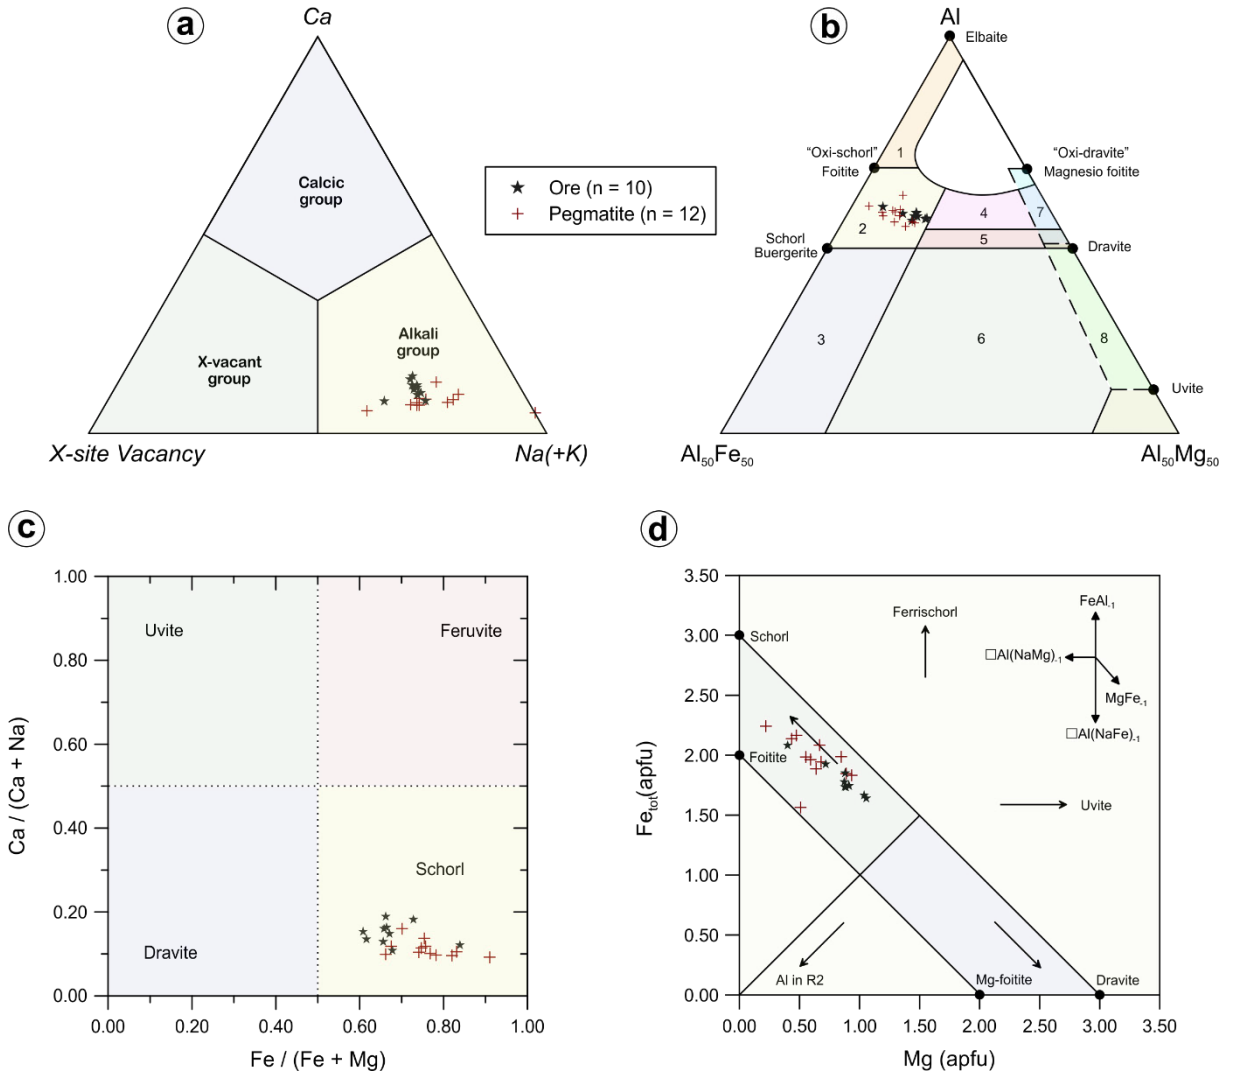 a
Ca
Calcic
group
X-vacant
group
Alkali
group
X-site Vacancy
Na(+K)
Ore (n = 10)
Pegmatite (n = 12)
b
Al
Elbaite
"Oxi-schorl"
Foitite
"Oxi-dravite"
Magnesio foitite
1
2
3
4
5
6
7
8
Schorl
Buergerite
Dravite
Uvite
Al₅₀Fe₅₀
Al₅₀Mg₅₀
c
1.00
0.80
0.60
0.40
0.20
0.00
Ca / (Ca + Na)
Uvite
Feruvite
Schorl
Dravite
0.00 0.20 0.40 0.60 0.80 1.00
Fe / (Fe + Mg)
d
3.50
3.00
2.50
2.00
1.50
1.00
0.50
0.00
Fe_tot(apfu)
Schorl
Foitite
Ferrischorl
FeAl₋₁
□Al(NaMg)₋₁
MgFe₋₁
□Al(NaFe)₋₁
Uvite
Al in R2
Mg-foitite
Dravite
0.00 0.50 1.00 1.50 2.00 2.50 3.00 3.50
Mg (apfu)